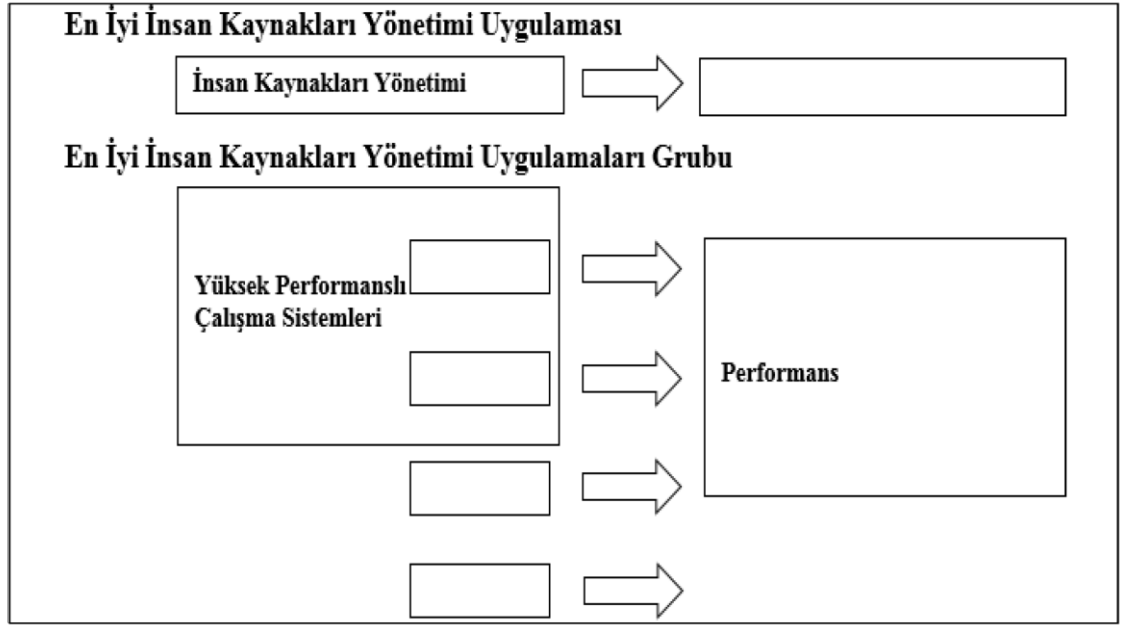 En İyi İnsan Kaynakları Yönetimi Uygulaması
İnsan Kaynakları Yönetimi
En İyi İnsan Kaynakları Yönetimi Uygulamaları Grubu
Yüksek Performanslı
Çalışma Sistemleri
Performans